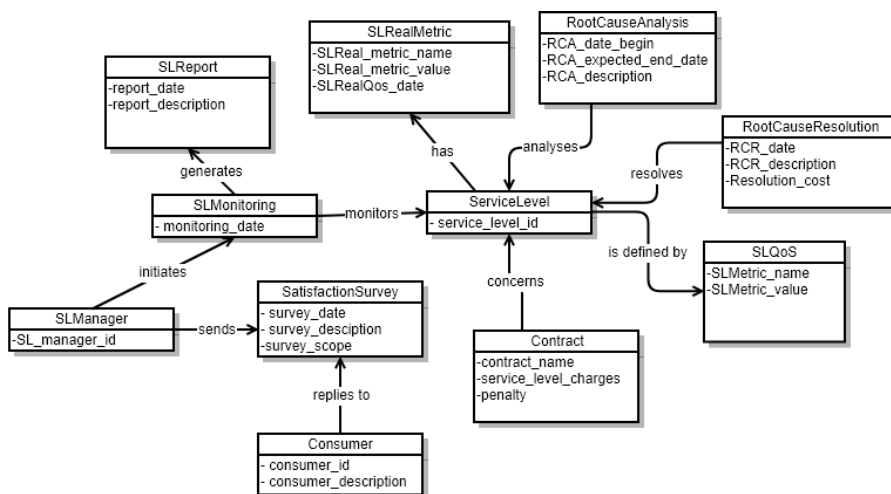 SLRealMetric
-SLReal_metric_name
-SLReal_metric_value
-SLRealQos_date
RootCauseAnalysis
-RCA_date_begin
-RCA_expected_end_date
-RCA_description
SLReport
-report_date
-report_description
RootCauseResolution
-RCR_date
-RCR_description
-Resolution_cost
generates
has
analyses
resolves
SLMonitoring
- monitoring_date
monitors
ServiceLevel
- service_level_id
is defined by
SLQoS
-SLMetric_name
-SLMetric_value
initiates
concerns
SLManager
-SL_manager_id
sends
SatisfactionSurvey
- survey_date
- survey_desciption
-survey_scope
Contract
-contract_name
-service_level_charges
-penalty
replies to
Consumer
- consumer_id
- consumer_description